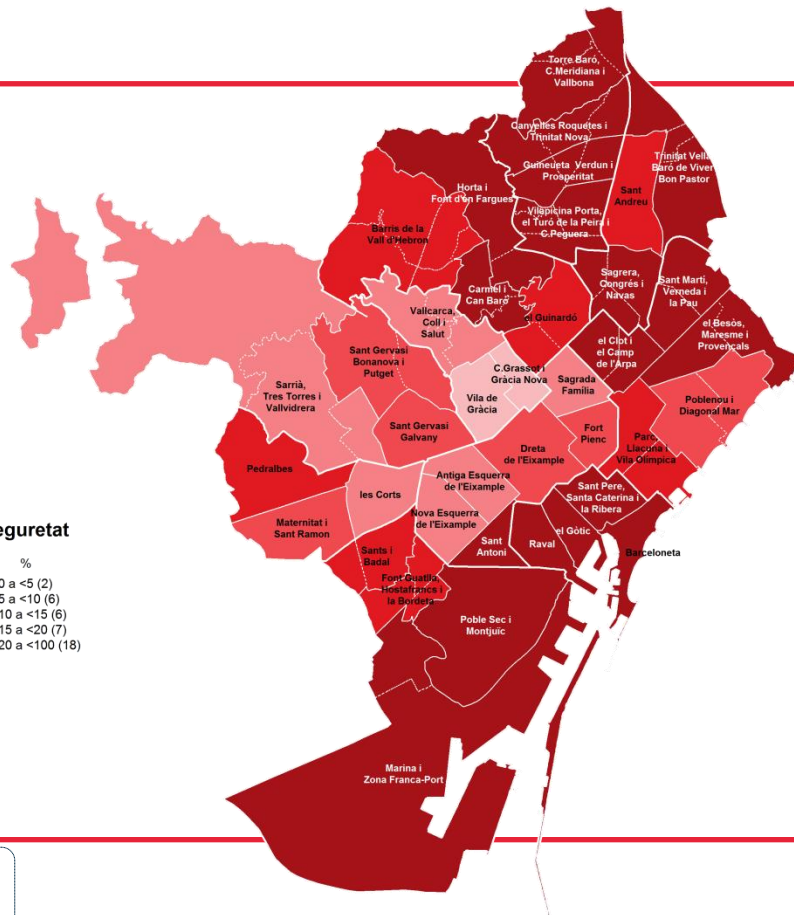 Torre Baró,
C.Meridiana i
Vallbona
Canyelles Roquetes i
Trinitat Nova
Guineueta Verdun i
Prosperitat
Trinitat Vella
Baró de Viver
Bon Pastor
Sant
Andreu
Horta i
Font d'en Fargues
Vilapicina Porta,
el Turó de la Peira i
C.Peguera
Barris de la
Vall d'Hebron
Carmel i
Can Baró
Sagrera,
Congrés i
Navas
Sant Martí,
Verneda i
la Pau
Vallcarca,
Coll i
Salut
el Guinardó
el Besòs,
Maresme i
Provençals
el Clot i
el Camp
de l'Arpa
Sant Gervasi
Bonanova i
Putget
C.Grassot i
Gràcia Nova
Sagrada
Família
Sarrià,
Tres Torres i
Vallvidrera
Vila de
Gràcia
Poblenou i
Diagonal Mar
Sant Gervasi
Galvany
Fort
Pienc
Parc,
Llacuna i
Vila Olímpica
Dreta
de l'Eixample
Pedralbes
Antiga Esquerra
de l'Eixample
les Corts
Sant Pere,
Santa Caterina i
la Ribera
Nova Esquerra
de l'Eixample
Maternitat i
Sant Ramon
el Gòtic
Sant
Antoni
Raval
Barceloneta
Sants i
Badal
Font Guatlla,
Hostafrancs i
la Bordeta
Poble Sec i
Montjuïc
Marina i
Zona Franca-Port
eguretat
%
0 a <5 (2)
5 a <10 (6)
10 a <15 (6)
15 a <20 (7)
20 a <100 (18)